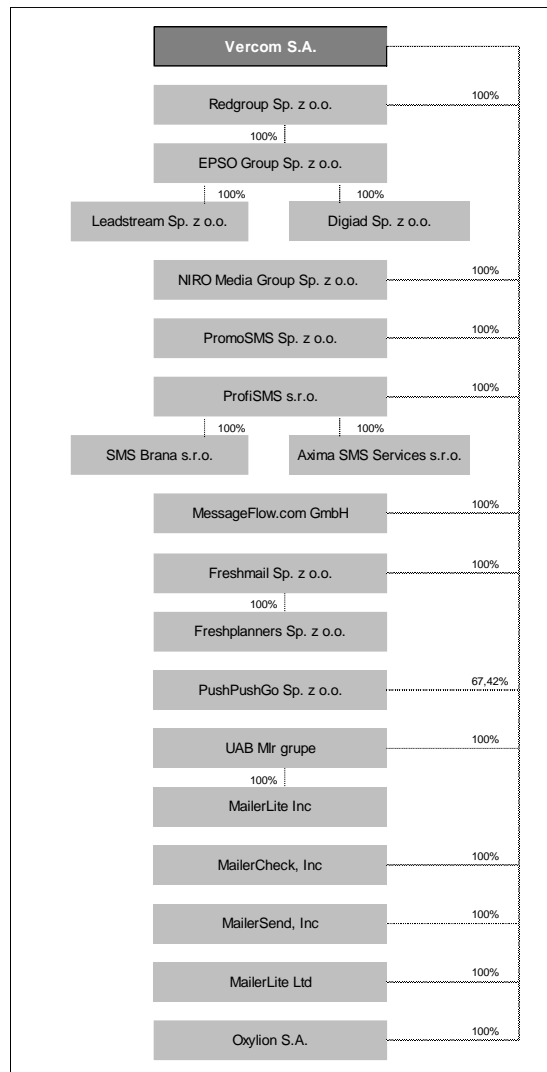 Vercom S.A.
100%
Redgroup Sp. z o.o.
100%
EPSO Group Sp. z o.o.
100%
100%
Leadstream Sp. z o.o.
Digiad Sp. z o.o.
100%
NIRO Media Group Sp. z o.o.
100%
PromoSMS Sp. z o.o.
100%
ProfiSMS s.r.o.
100%
100%
SMS Brana s.r.o.
Axima SMS Services s.r.o.
100%
MessageFlow.com GmbH
100%
Freshmail Sp. z o.o.
100%
Freshplanners Sp. z o.o.
67,42%
PushPushGo Sp. z o.o.
100%
UAB Mlr grupe
100%
MailerLite Inc
100%
MailerCheck, Inc
100%
MailerSend, Inc
100%
MailerLite Ltd
100%
Oxylion S.A.